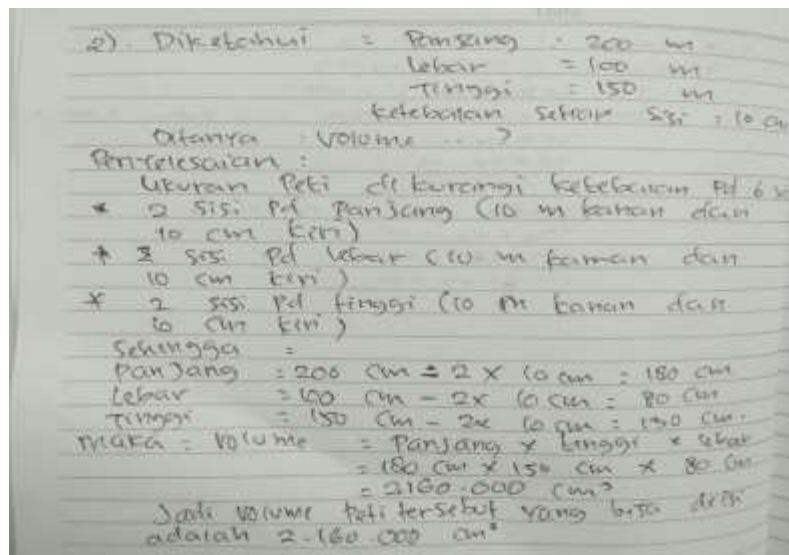 2). Diketahui : Panjang : 200 m
Lebar = 100 m
Tinggi : 150 m
ketebalan setiap sisi : 10 cm
Ditanya : Volume ... ?
Penyelesaian :
Ukuran Peti di kurangi ketebalan Pd 6 si
* 2 sisi Pd Panjang (10 m kanan dan
10 cm kiri)
* 2 sisi Pd lebar (10 m kanan dan
10 cm kiri)
* 2 sisi Pd tinggi (10 m kanan dan
10 cm kiri)
Sehingga =
Panjang = 200 cm - 2 x 10 cm = 180 cm
Lebar = 100 cm - 2x 10 cm = 80 cm
Tinggi = 150 cm - 2x 10 cm = 130 cm.
Maka = Volume = Panjang x tinggi x lebar
= 180 cm x 150 cm x 80 cm
= 2160.000 cm³
Jadi volume Peti tersebut yang bisa
adalah 2.160.000 cm³